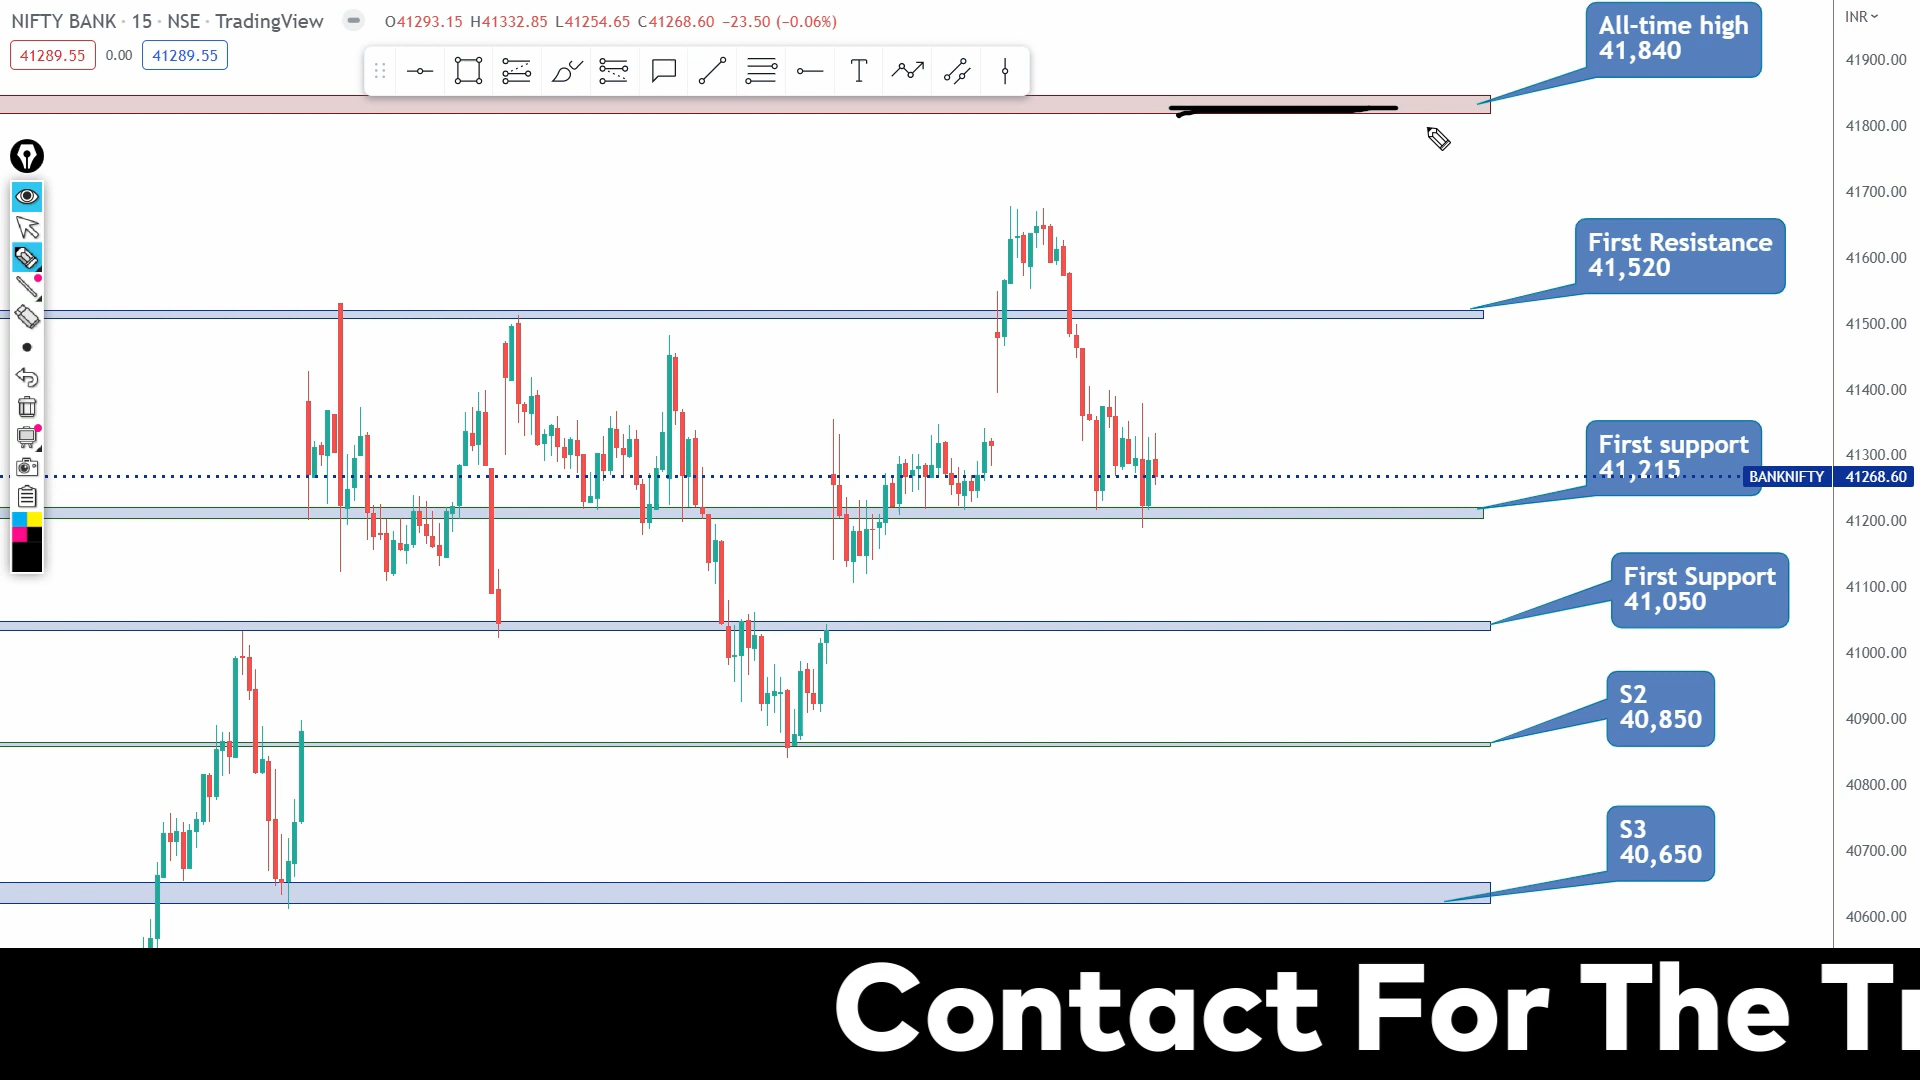 NIFTY BANK · 15 · NSE · TradingView
O41293.15 H41332.85 L41254.65 C41268.60 −23.50 (−0.06%)
INR
41289.55 0.00 41289.55
All-time high
41,840
41900.00
41800.00
41700.00
First Resistance
41,520
41600.00
41500.00
41400.00
First support
41,215
41300.00
BANKNIFTY 41268.60
41200.00
First Support
41,050
41100.00
41000.00
S2
40,850
40900.00
40800.00
S3
40,650
40700.00
40600.00
Contact For The